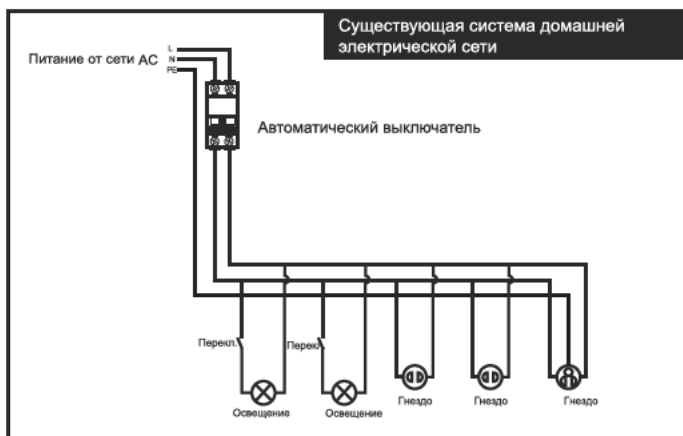 Существующая система домашней
электрической сети
L
Питание от сети AC
N
PE
Автоматический выключатель
Перекл.
Перекл
Освещение
Освещение
Гнездо
Гнездо
Гнездо